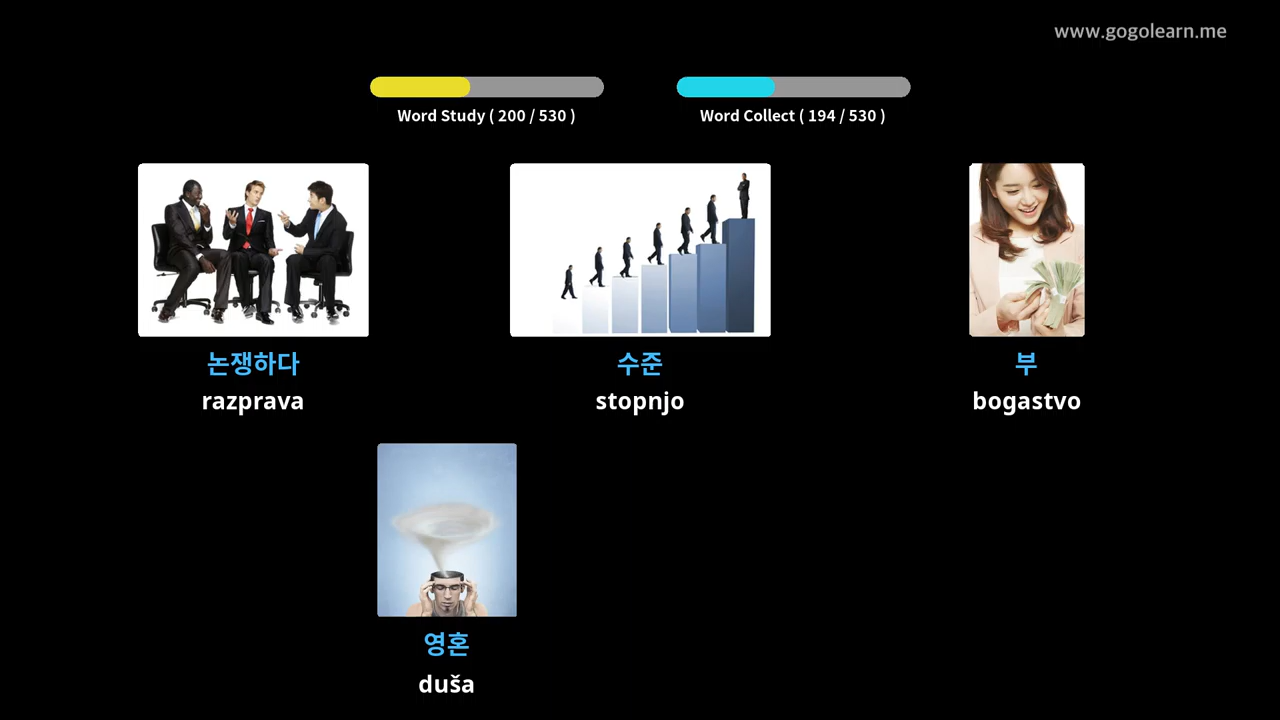 www.gogolearn.me
Word Study ( 200 / 530 )
Word Collect ( 194 / 530 )
논쟁하다
razprava
수준
stopnjo
부
bogastvo
영혼
duša